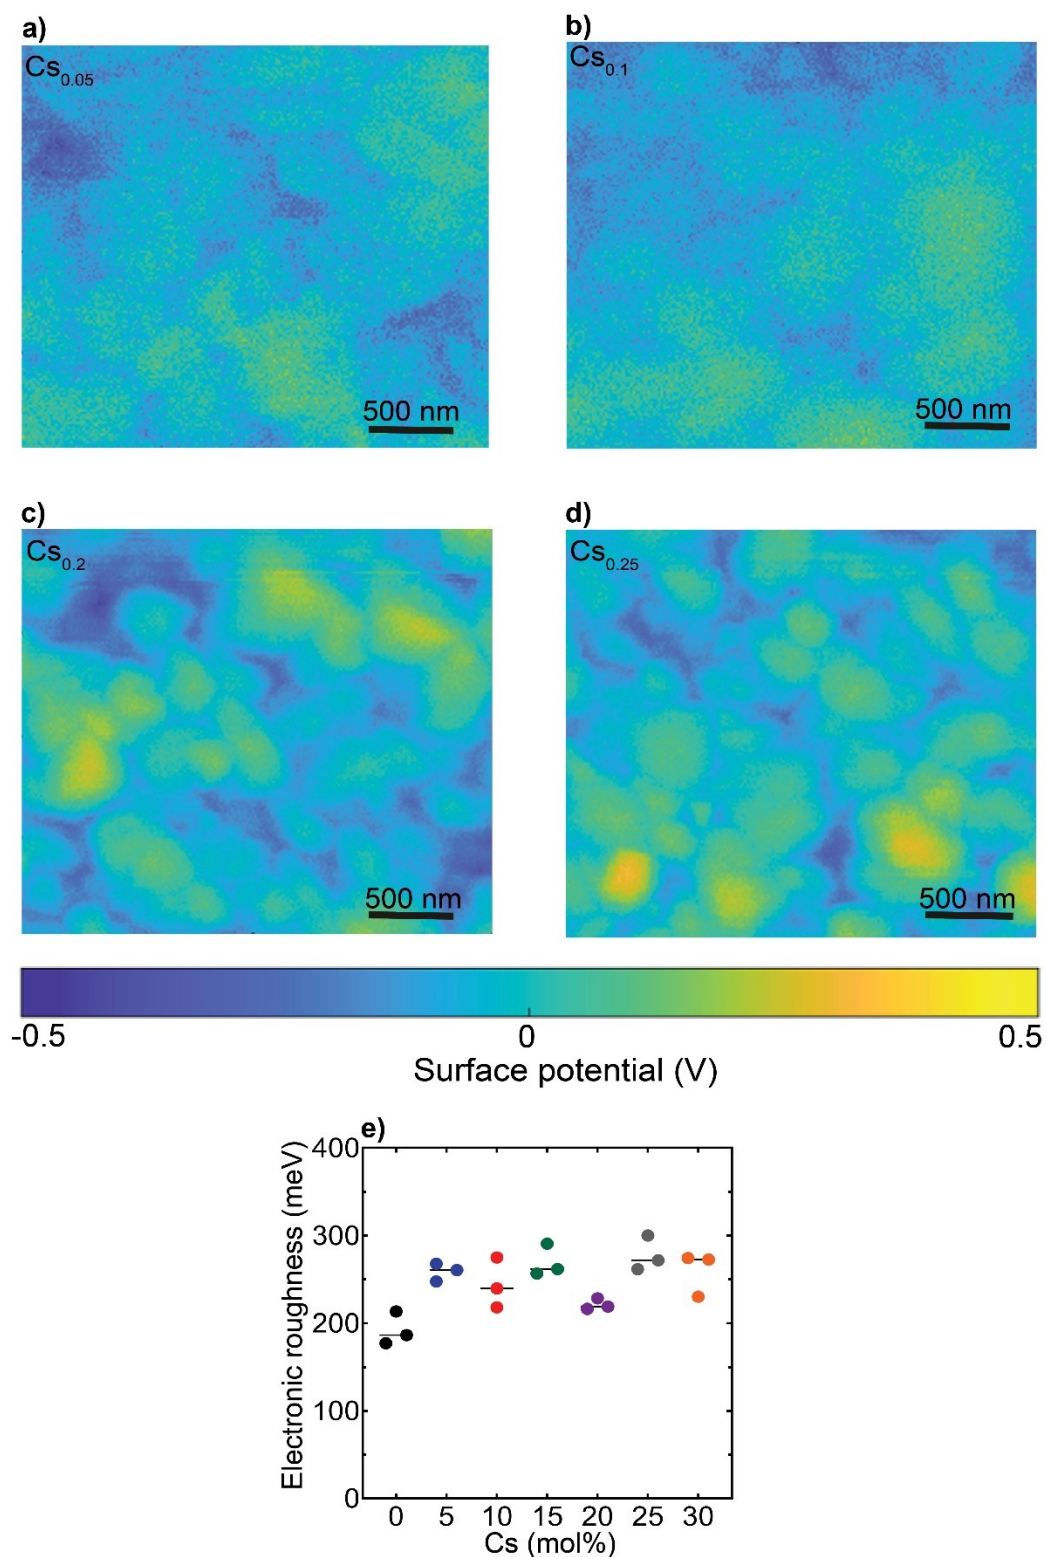 a)
Cs0.05
500 nm
b)
Cs0.1
500 nm
c)
Cs0.2
500 nm
d)
Cs0.25
500 nm
-0.5 0 0.5
Surface potential (V)
e)
Electronic roughness (meV)
400
300
200
100
0
0 5 10 15 20 25 30
Cs (mol%)